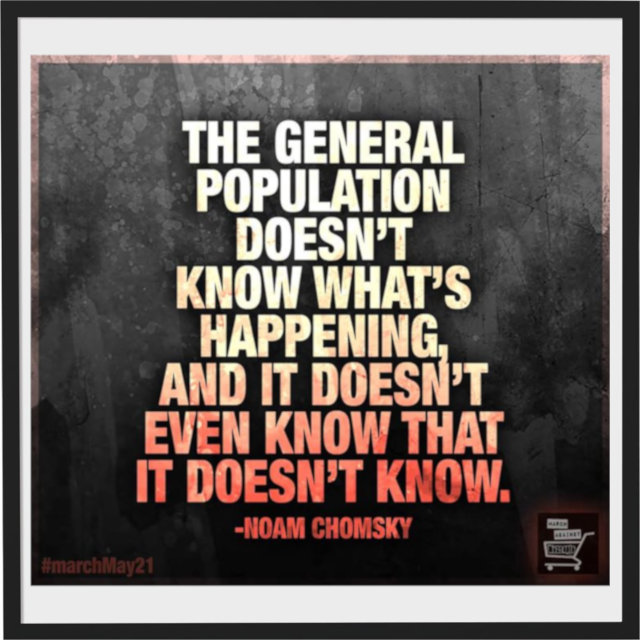 THE GENERAL
POPULATION
DOESN'T
KNOW WHAT'S
HAPPENING,
AND IT DOESN'T
EVEN KNOW THAT
IT DOESN'T KNOW.
-NOAM CHOMSKY
#marchMay21
MARCH
AGAINST